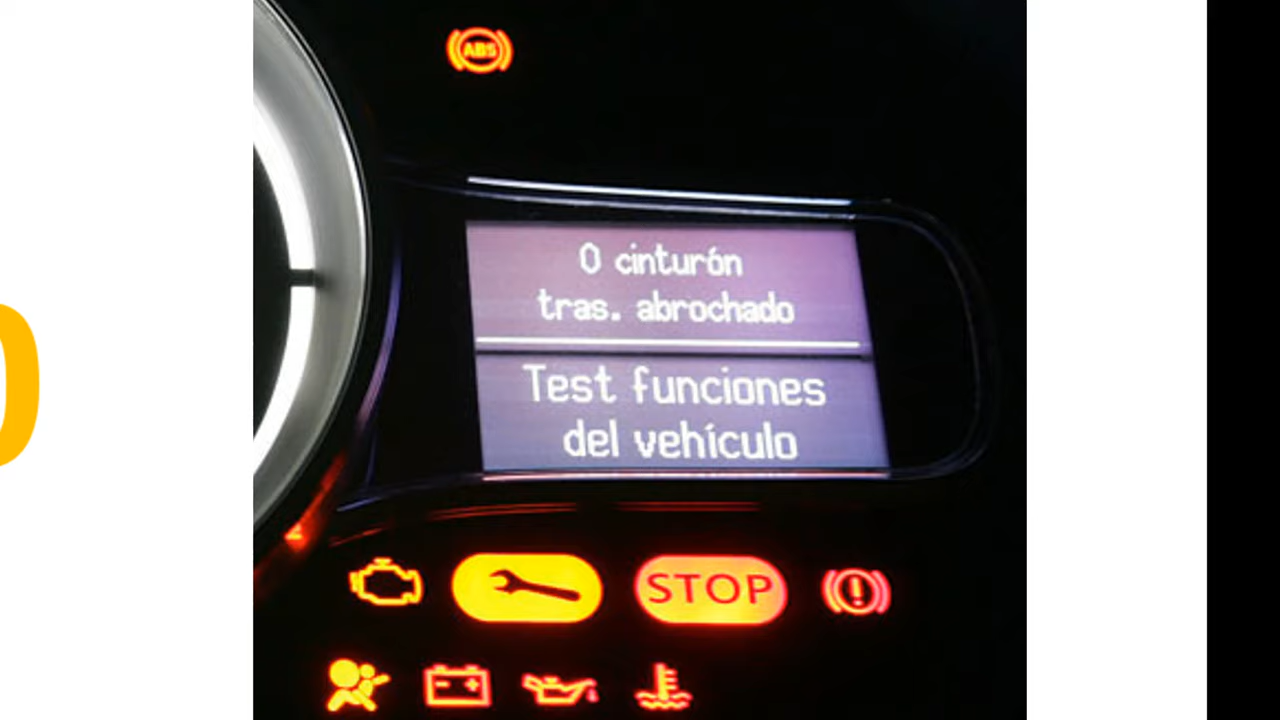 ABS
0 cinturón
tras. abrochado
Test funciones
del vehículo
STOP